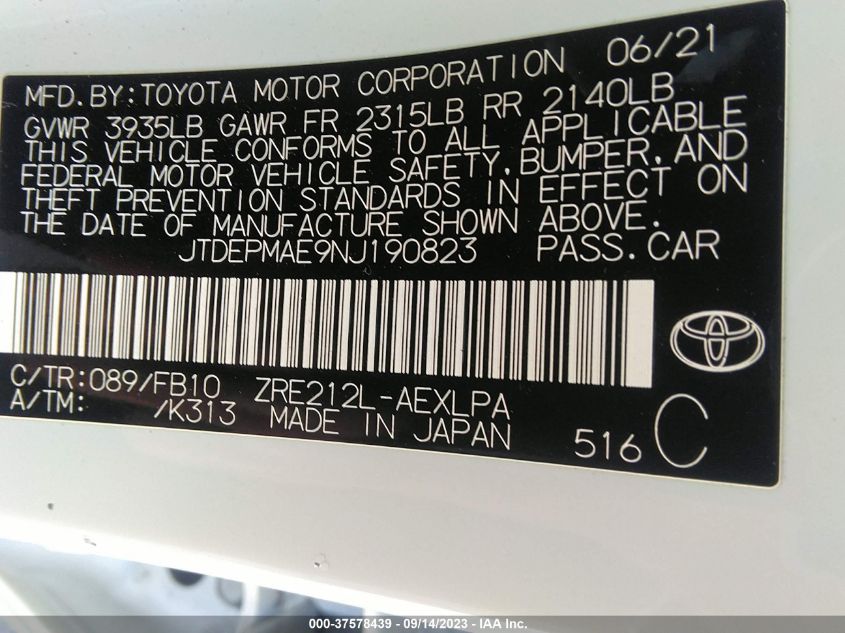 MFD.BY:TOYOTA MOTOR CORPORATION 06/21
GVWR 3935LB GAWR FR 2315LB RR 2140LB
THIS VEHICLE CONFORMS TO ALL APPLICABLE
FEDERAL MOTOR VEHICLE SAFETY,BUMPER,AND
THEFT PREVENTION STANDARDS IN EFFECT ON
THE DATE OF MANUFACTURE SHOWN ABOVE.
JTDEPMAE9NJ190823 PASS.CAR
C/TR:089/FB10 ZRE212L-AEXLPA
A/TM: /K313 MADE IN JAPAN 516 C
000-37578439 - 09/14/2023 - IAA Inc.